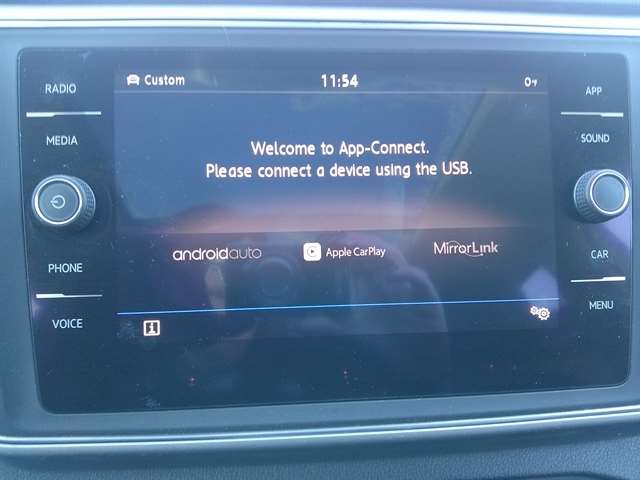 RADIO
MEDIA
PHONE
VOICE
Custom
11:54
0°F
Welcome to App-Connect.
Please connect a device using the USB.
androidauto
Apple CarPlay
MirrorLink
i
APP
SOUND
CAR
MENU